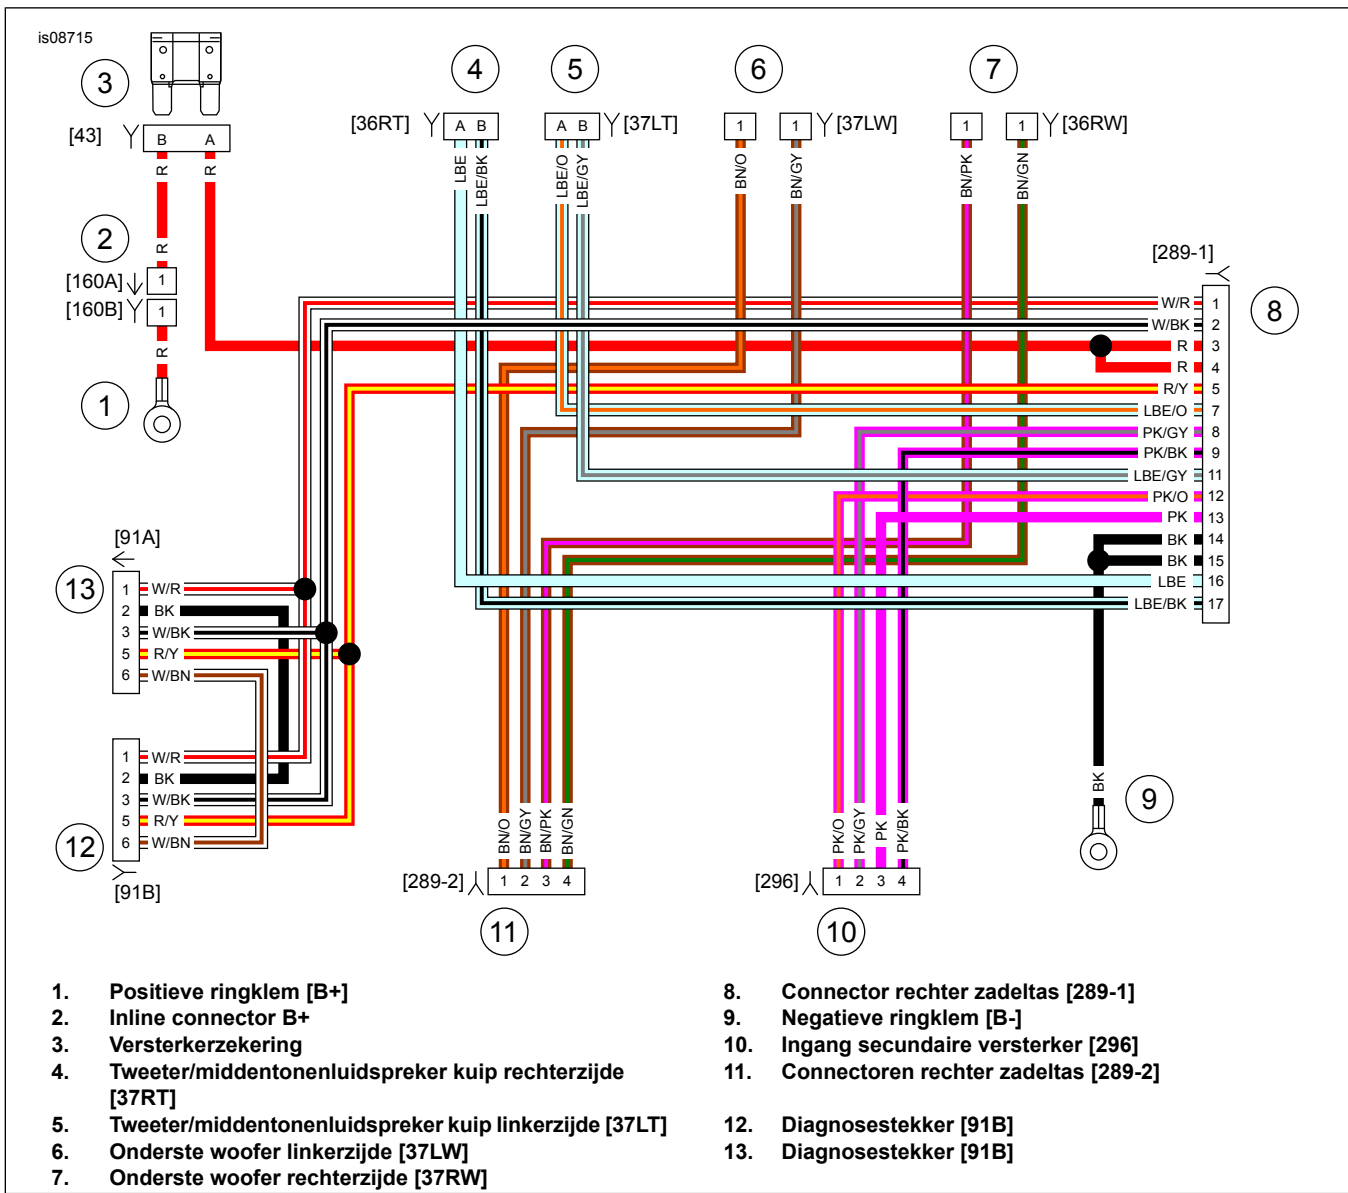 is08715
3
4
5
6
7
[43]
B A
[36RT]
A B
A B
[37LT]
1
1
[37LW]
1
1
[36RW]
R
R
LBE
LBE/BK
LBE/O
LBE/GY
BN/O
BN/GY
BN/PK
BN/GN
2
R
[160A]
1
[160B]
1
R
1
[289-1]
8
W/R 1
W/BK 2
R 3
R 4
R/Y 5
LBE/O 7
PK/GY 8
PK/BK 9
LBE/GY 11
PK/O 12
PK 13
BK 14
BK 15
LBE 16
LBE/BK 17
[91A]
13
1 W/R
2 BK
3 W/BK
5 R/Y
6 W/BN
1 W/R
2 BK
3 W/BK
5 R/Y
6 W/BN
12
[91B]
BN/O
BN/GY
BN/PK
BN/GN
[289-2]
1 2 3 4
11
PK/O
PK/GY
PK
PK/BK
[296]
1 2 3 4
10
BK
9
1. Positieve ringklem [B+]
2. Inline connector B+
3. Versterkerzekering
4. Tweeter/middentonenluidspreker kuip rechterzijde
[37RT]
5. Tweeter/middentonenluidspreker kuip linkerzijde [37LT]
6. Onderste woofer linkerzijde [37LW]
7. Onderste woofer rechterzijde [37RW]
8. Connector rechter zadeltas [289-1]
9. Negatieve ringklem [B-]
10. Ingang secundaire versterker [296]
11. Connectoren rechter zadeltas [289-2]
12. Diagnosestekker [91B]
13. Diagnosestekker [91B]